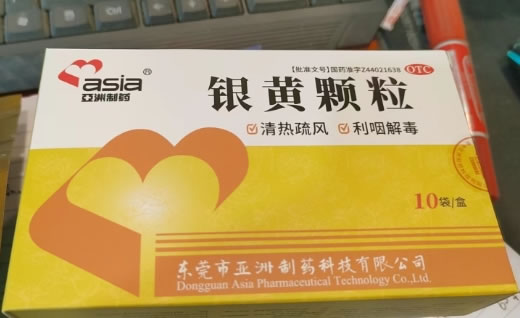 asia®
亞洲制药
【批准文号】国药准字Z44021638
OTC
银黄颗粒
清热疏风 利咽解毒
10袋/盒
东莞市亚洲制药科技有限公司
Dongguan Asia Pharmaceutical Technology Co.,Ltd.